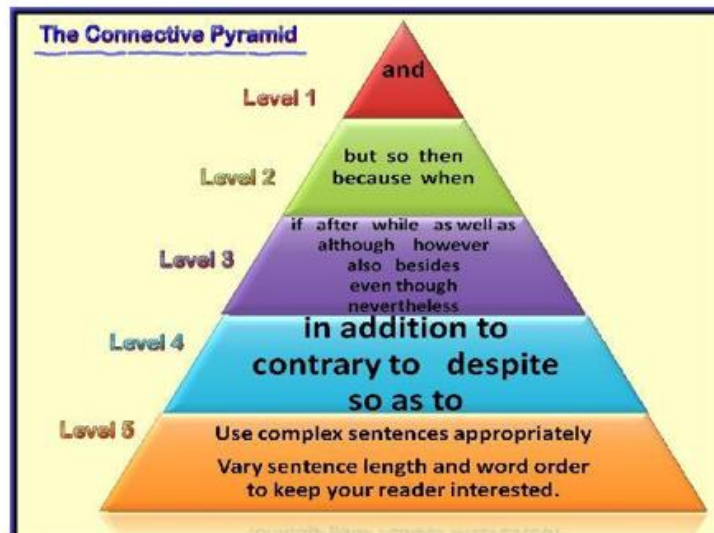 The Connective Pyramid
Level 1
and
Level 2
but so then
because when
Level 3
if after while as well as
although however
also besides
even though
nevertheless
Level 4
in addition to
contrary to despite
so as to
Level 5
Use complex sentences appropriately
Vary sentence length and word order
to keep your reader interested.